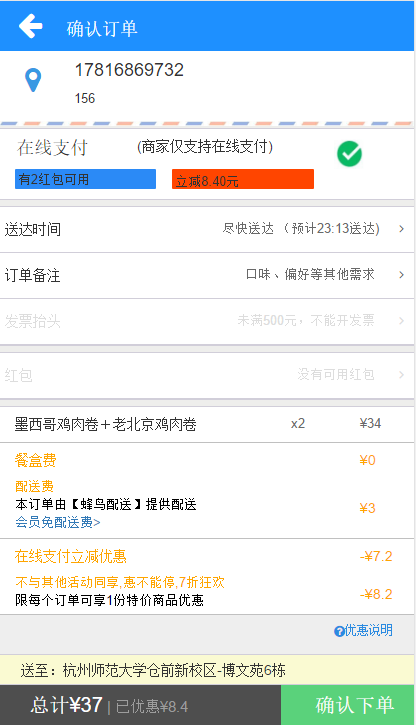 确认订单
17816869732
156
在线支付 (商家仅支持在线支付)
有2红包可用 立减8.40元
送达时间 尽快送达 (预计23:13送达) >
订单备注 口味、偏好等其他需求 >
发票抬头 未满500元，不能开发票 >
红包 没有可用红包 >
墨西哥鸡肉卷+老北京鸡肉卷 x2 ¥34
餐盒费 ¥0
配送费
本订单由【蜂鸟配送】提供配送 ¥3
会员免配送费>
在线支付立减优惠 -¥7.2
不与其他活动同享,惠不能停,7折狂欢 -¥8.2
限每个订单可享1份特价商品优惠
?优惠说明
送至：杭州师范大学仓前新校区-博文苑6栋
总计¥37 | 已优惠¥8.4 确认下单